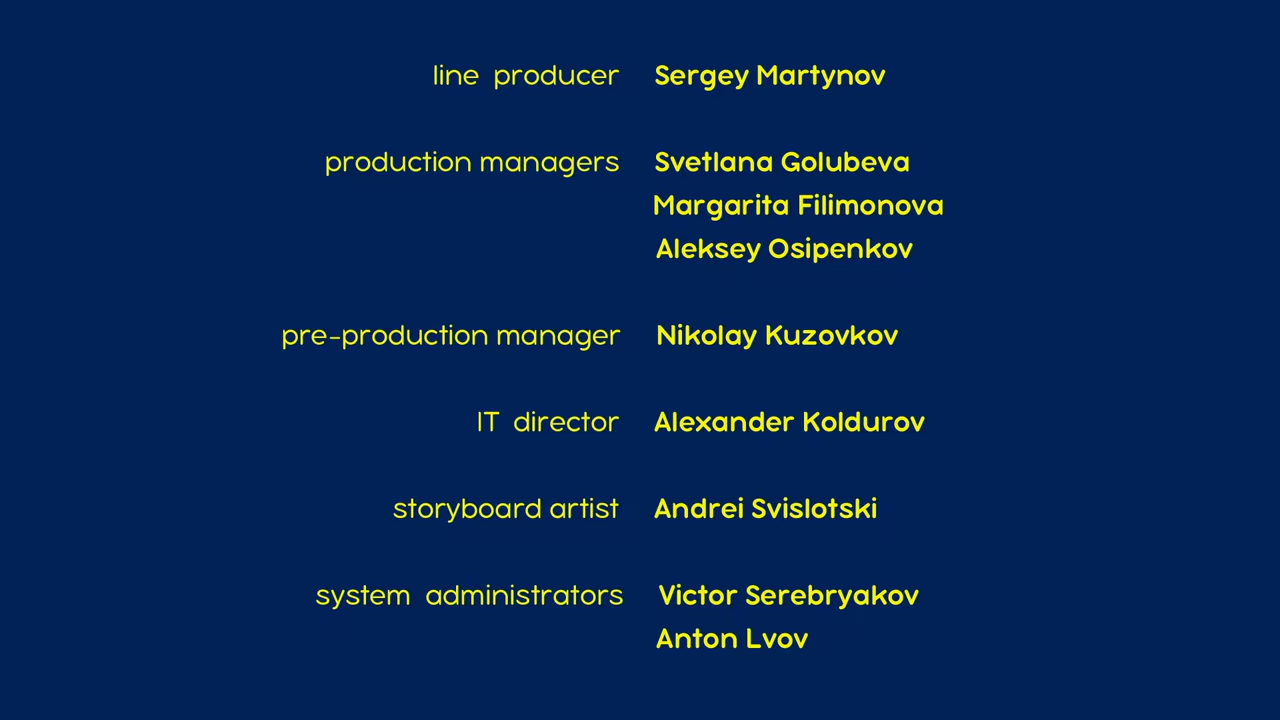 line producer Sergey Martynov
production managers Svetlana Golubeva
Margarita Filimonova
Aleksey Osipenkov
pre-production manager Nikolay Kuzovkov
IT director Alexander Koldurov
storyboard artist Andrei Svislotski
system administrators Victor Serebryakov
Anton Lvov